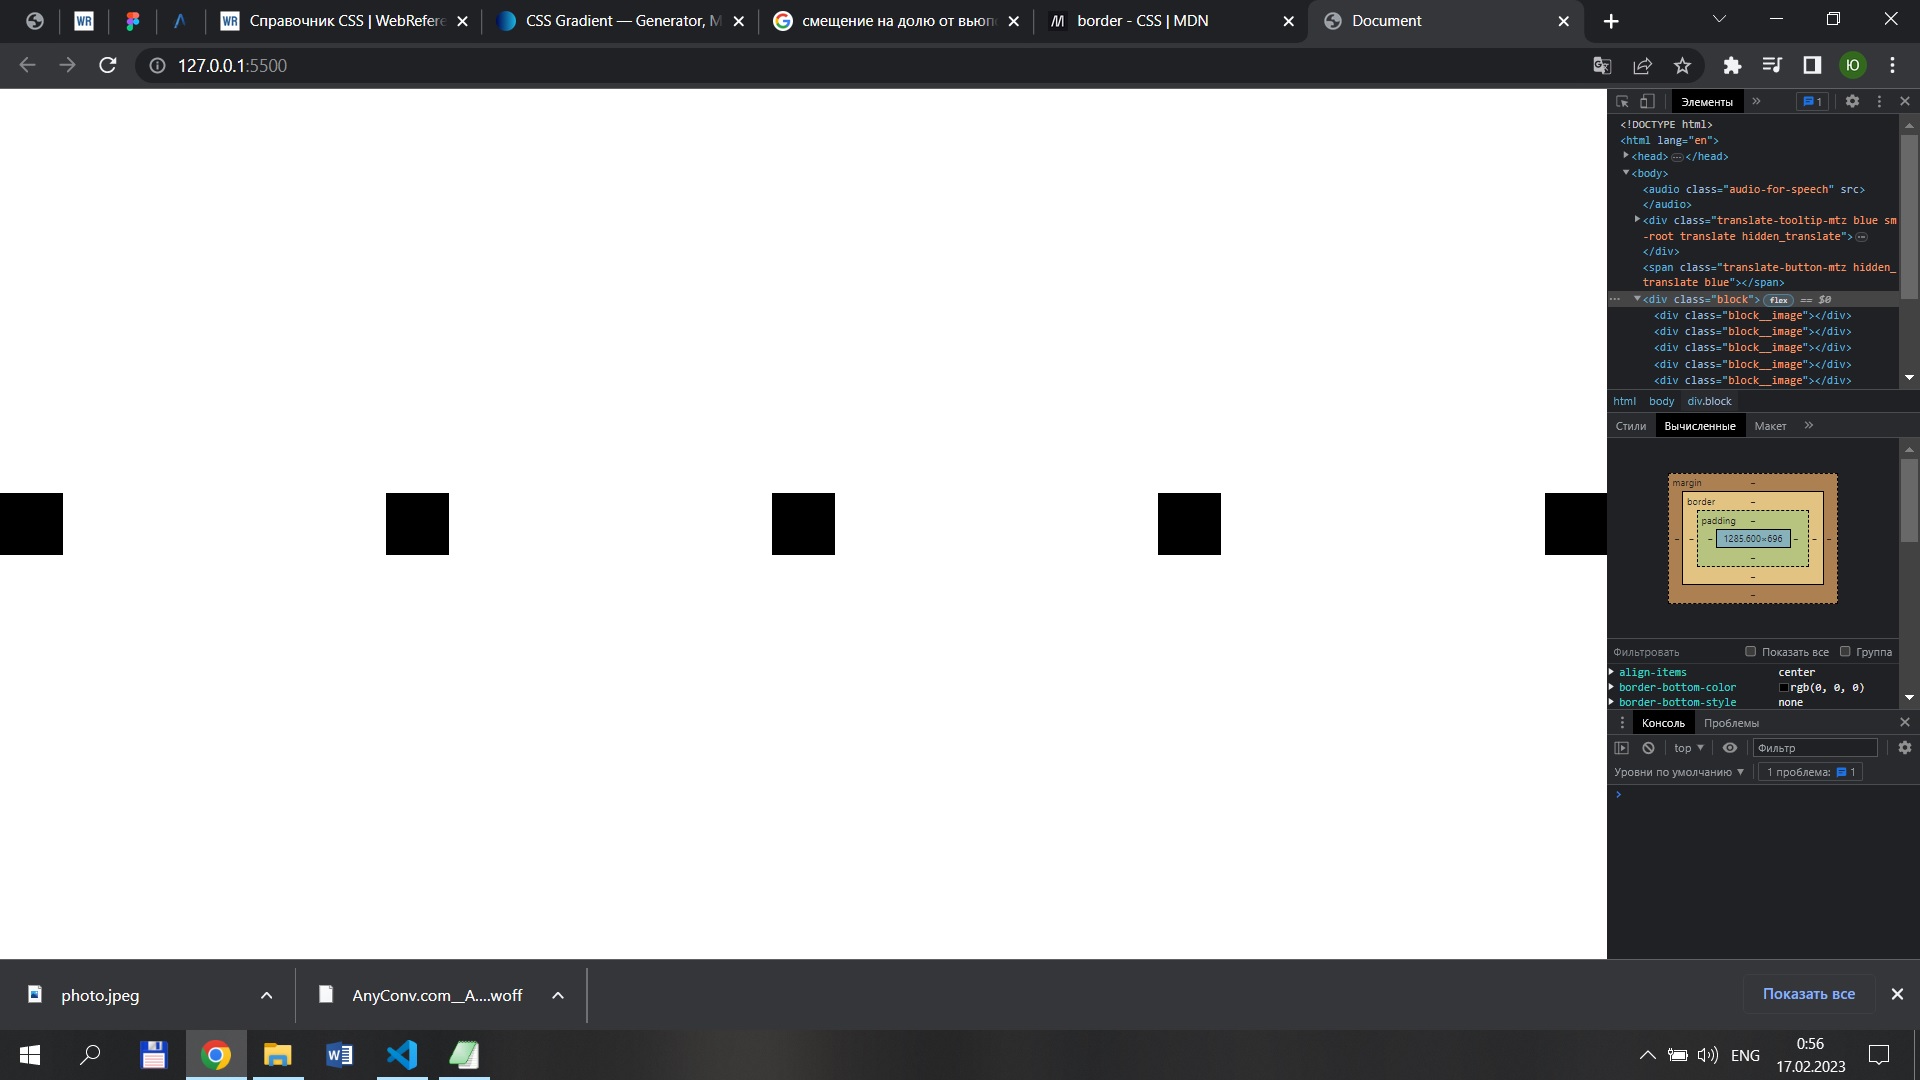 WR
WR Справочник CSS | WebRefere
CSS Gradient — Generator, M
смещение на долю от вьюп
border - CSS | MDN
Document
127.0.0.1:5500
Ю
Элементы
1
<!DOCTYPE html>
<html lang="en">
<head> </head>
<body>
<audio class="audio-for-speech" src>
</audio>
<div class="translate-tooltip-mtz blue sm
-root translate hidden_translate">
</div>
<span class="translate-button-mtz hidden_
translate blue"></span>
<div class="block"> flex == $0
<div class="block__image"></div>
<div class="block__image"></div>
<div class="block__image"></div>
<div class="block__image"></div>
<div class="block__image"></div>
html body div.block
Стили Вычисленные Макет
margin –
border –
padding –
– – – 1285.600×696 – – –
–
–
–
Фильтровать Показать все Группа
align-items center
border-bottom-color rgb(0, 0, 0)
border-bottom-style none
Консоль Проблемы
top ▼ Фильтр
Уровни по умолчанию ▼ 1 проблема: 1
photo.jpeg
AnyConv.com__A....woff
Показать все
ENG
0:56
17.02.2023